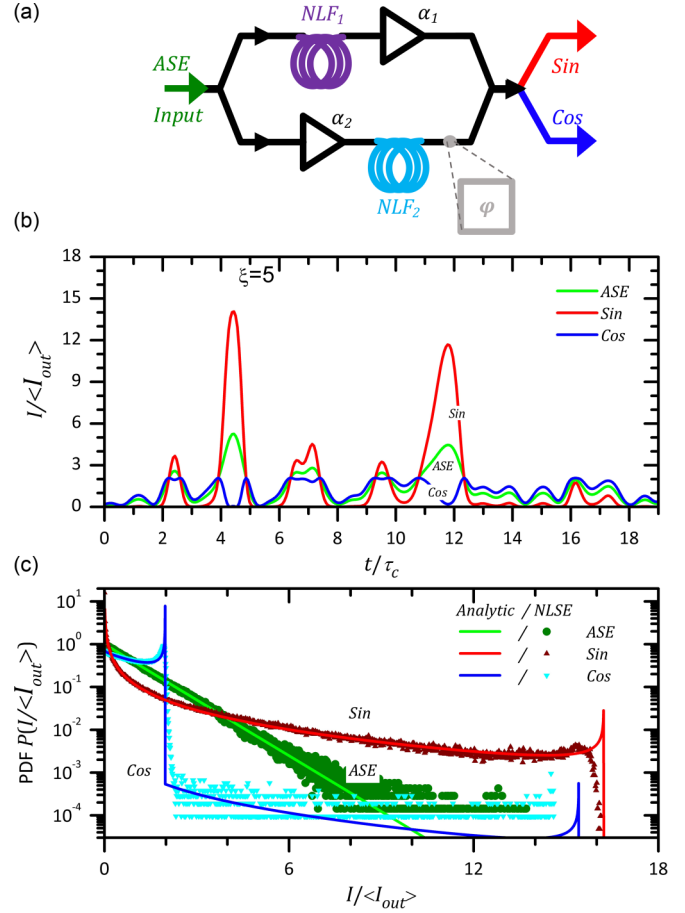 (a)
NLF1 α1
ASE
Input
α2
NLF2
Sin
Cos
φ
(b)
ξ=5
18
15
12
9
6
3
0
I/<Iout>
ASE
Sin
Cos
Sin
ASE
Cos
0 2 4 6 8 10 12 14 16 18
t/τc
(c)
10^1
10^0
10^-1
10^-2
10^-3
10^-4
PDF P(I/<Iout>)
Analytic / NLSE
/ ASE
/ Sin
/ Cos
Sin
ASE
Cos
0 6 12 18
I/<Iout>